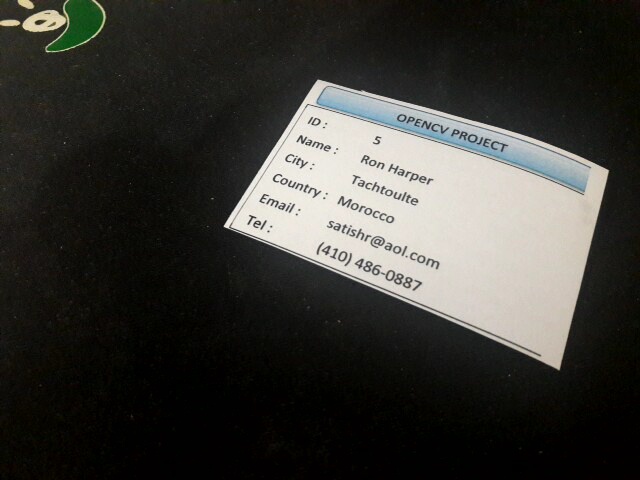 OPENCV PROJECT
ID : 5
Name : Ron Harper
City : Tachtoulte
Country : Morocco
Email : satishr@aol.com
Tel : (410) 486-0887